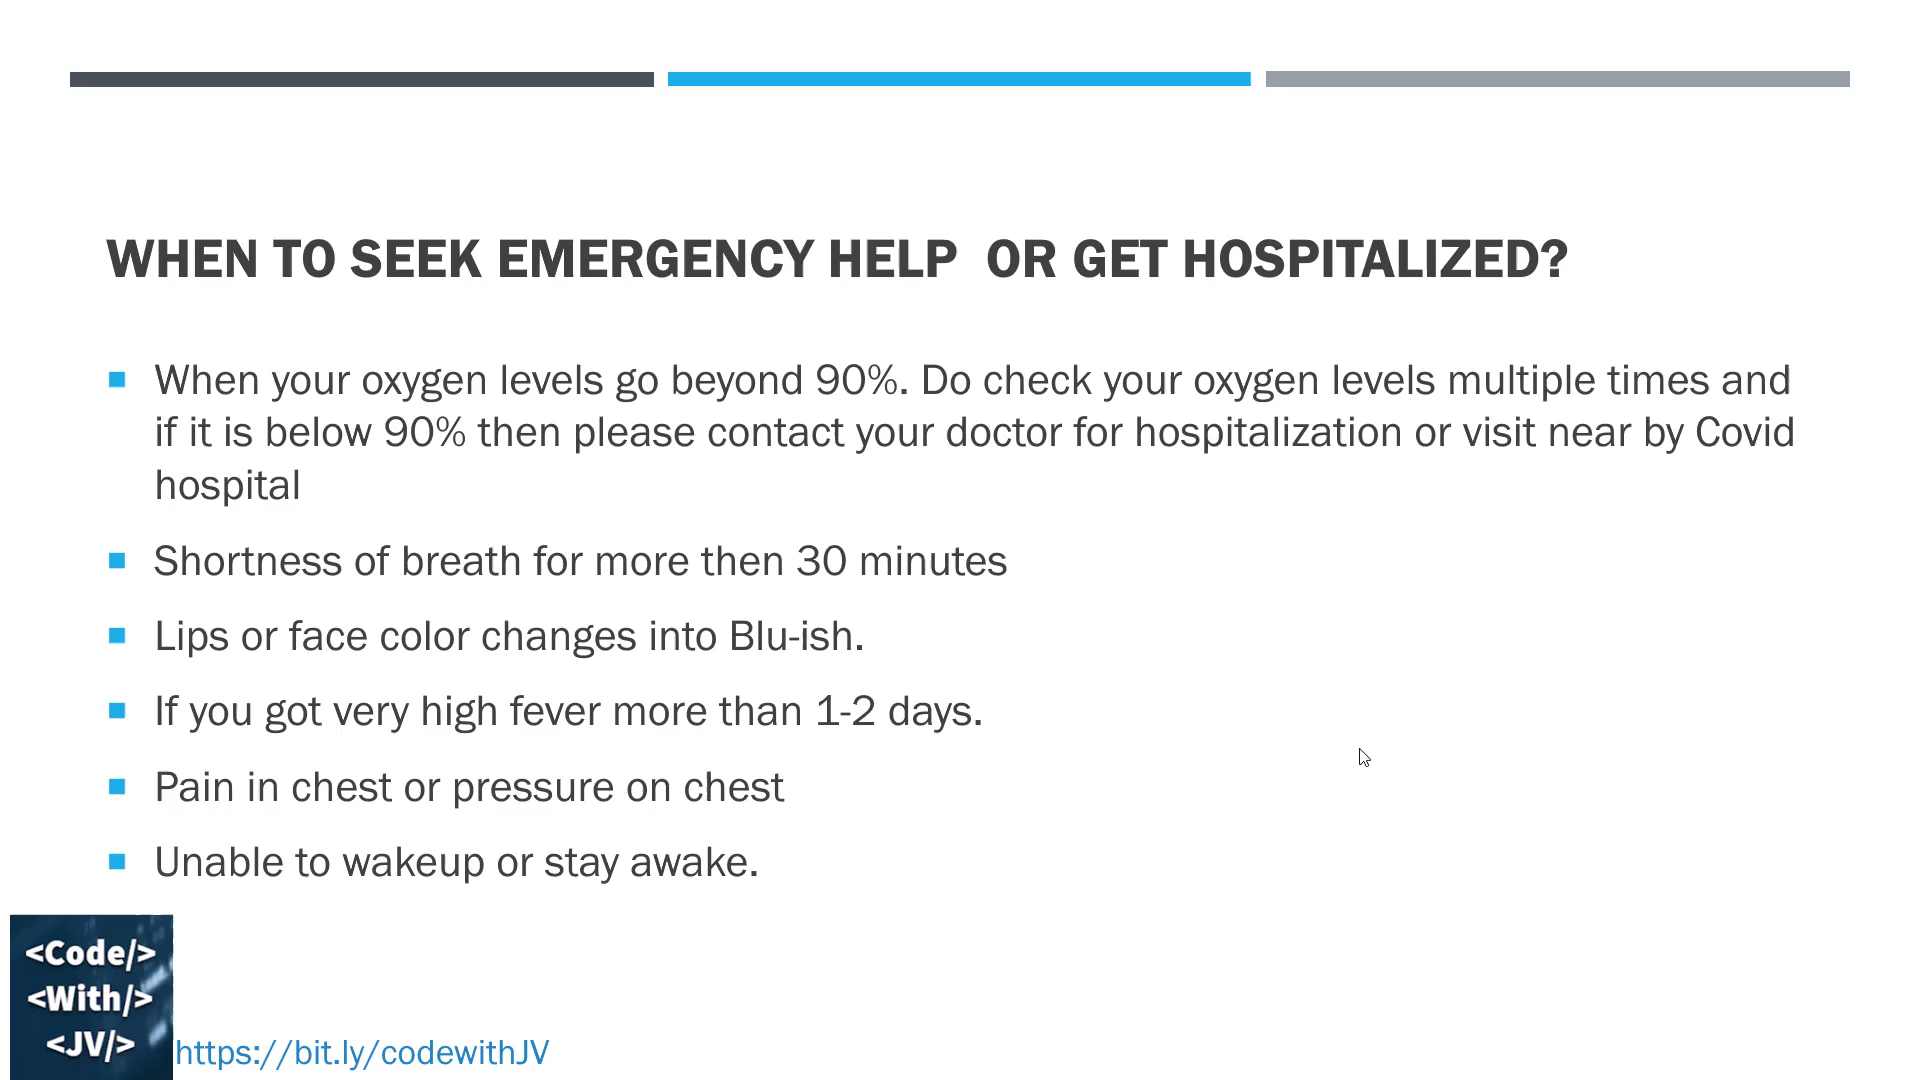 WHEN TO SEEK EMERGENCY HELP  OR GET HOSPITALIZED?
When your oxygen levels go beyond 90%. Do check your oxygen levels multiple times and
if it is below 90% then please contact your doctor for hospitalization or visit near by Covid
hospital
Shortness of breath for more then 30 minutes
Lips or face color changes into Blu-ish.
If you got very high fever more than 1-2 days.
Pain in chest or pressure on chest
Unable to wakeup or stay awake.
<Code/>
<With/>
<JV/>
https://bit.ly/codewithJV